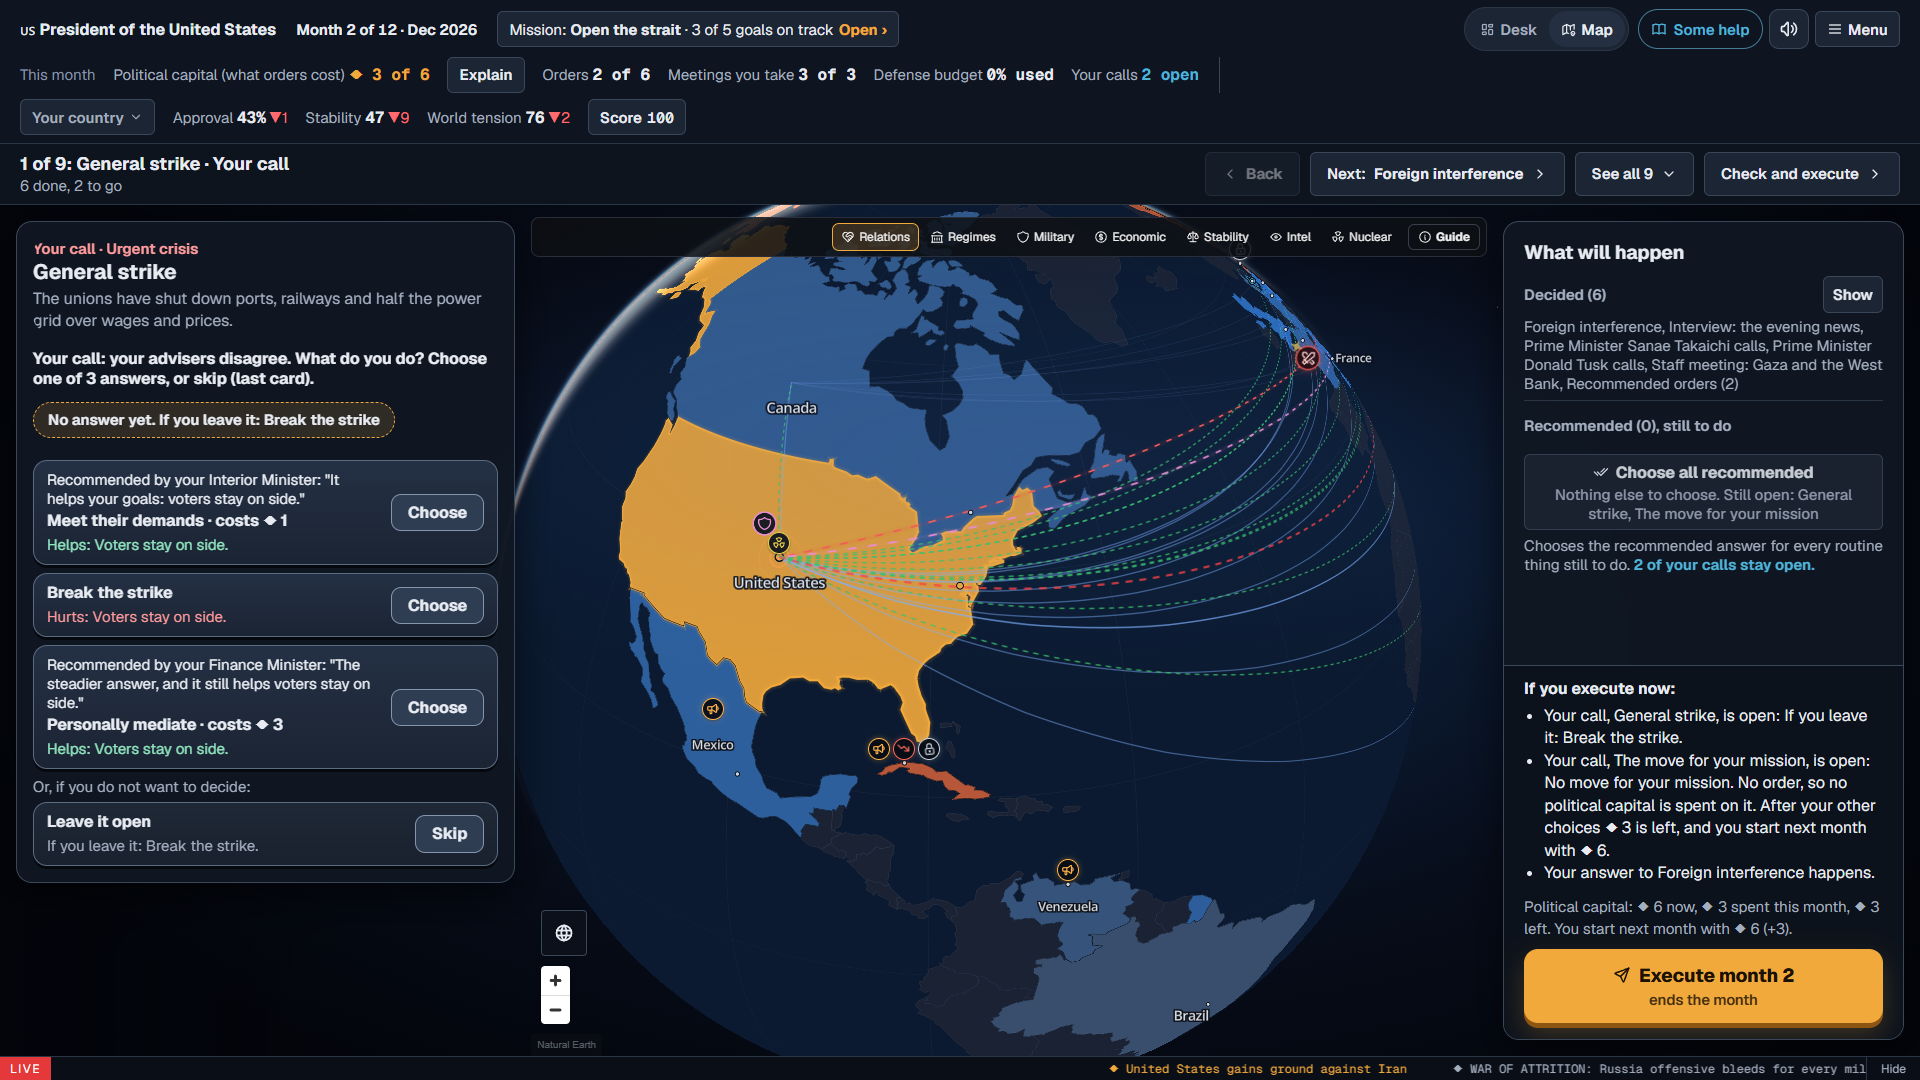 US President of the United States
Month 2 of 12 · Dec 2026
Mission: Open the strait · 3 of 5 goals on track Open ›
Desk
Map
Some help
Menu
This month
Political capital (what orders cost) ◆ 3 of 6
Explain
Orders 2 of 6
Meetings you take 3 of 3
Defense budget 0% used
Your calls 2 open
Your country
Approval 43% ▼1
Stability 47 ▼9
World tension 76 ▼2
Score 100
1 of 9: General strike · Your call
6 done, 2 to go
Back
Next: Foreign interference
See all 9
Check and execute
Your call · Urgent crisis
General strike
The unions have shut down ports, railways and half the power
grid over wages and prices.
Your call: your advisers disagree. What do you do? Choose
one of 3 answers, or skip (last card).
No answer yet. If you leave it: Break the strike
Recommended by your Interior Minister: "It
helps your goals: voters stay on side."
Meet their demands · costs ◆ 1
Helps: Voters stay on side.
Choose
Break the strike
Hurts: Voters stay on side.
Choose
Recommended by your Finance Minister: "The
steadier answer, and it still helps voters stay on
side."
Personally mediate · costs ◆ 3
Helps: Voters stay on side.
Choose
Or, if you do not want to decide:
Leave it open
If you leave it: Break the strike.
Skip
Relations
Regimes
Military
Economic
Stability
Intel
Nuclear
Guide
Canada
France
United States
Mexico
Venezuela
Brazil
+
−
Natural Earth
What will happen
Decided (6)
Show
Foreign interference, Interview: the evening news,
Prime Minister Sanae Takaichi calls, Prime Minister
Donald Tusk calls, Staff meeting: Gaza and the West
Bank, Recommended orders (2)
Recommended (0), still to do
Choose all recommended
Nothing else to choose. Still open: General
strike, The move for your mission
Chooses the recommended answer for every routine
thing still to do. 2 of your calls stay open.
If you execute now:
• Your call, General strike, is open: If you leave
it: Break the strike.
• Your call, The move for your mission, is open:
No move for your mission. No order, so no
political capital is spent on it. After your other
choices ◆ 3 is left, and you start next month
with ◆ 6.
• Your answer to Foreign interference happens.
Political capital: ◆ 6 now, ◆ 3 spent this month, ◆ 3
left. You start next month with ◆ 6 (+3).
Execute month 2
ends the month
LIVE
◆ United States gains ground against Iran
◆ WAR OF ATTRITION: Russia offensive bleeds for every mil
Hide